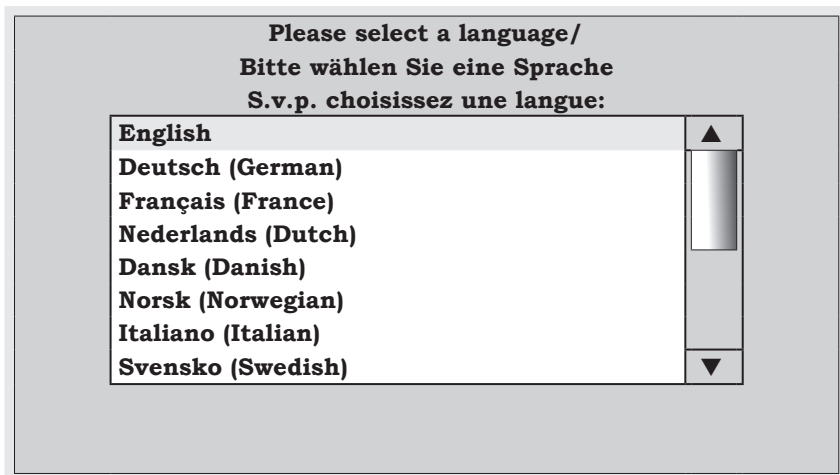 Please select a language/
Bitte wählen Sie eine Sprache
S.v.p. choisissez une langue:
English
Deutsch (German)
Français (France)
Nederlands (Dutch)
Dansk (Danish)
Norsk (Norwegian)
Italiano (Italian)
Svensko (Swedish)